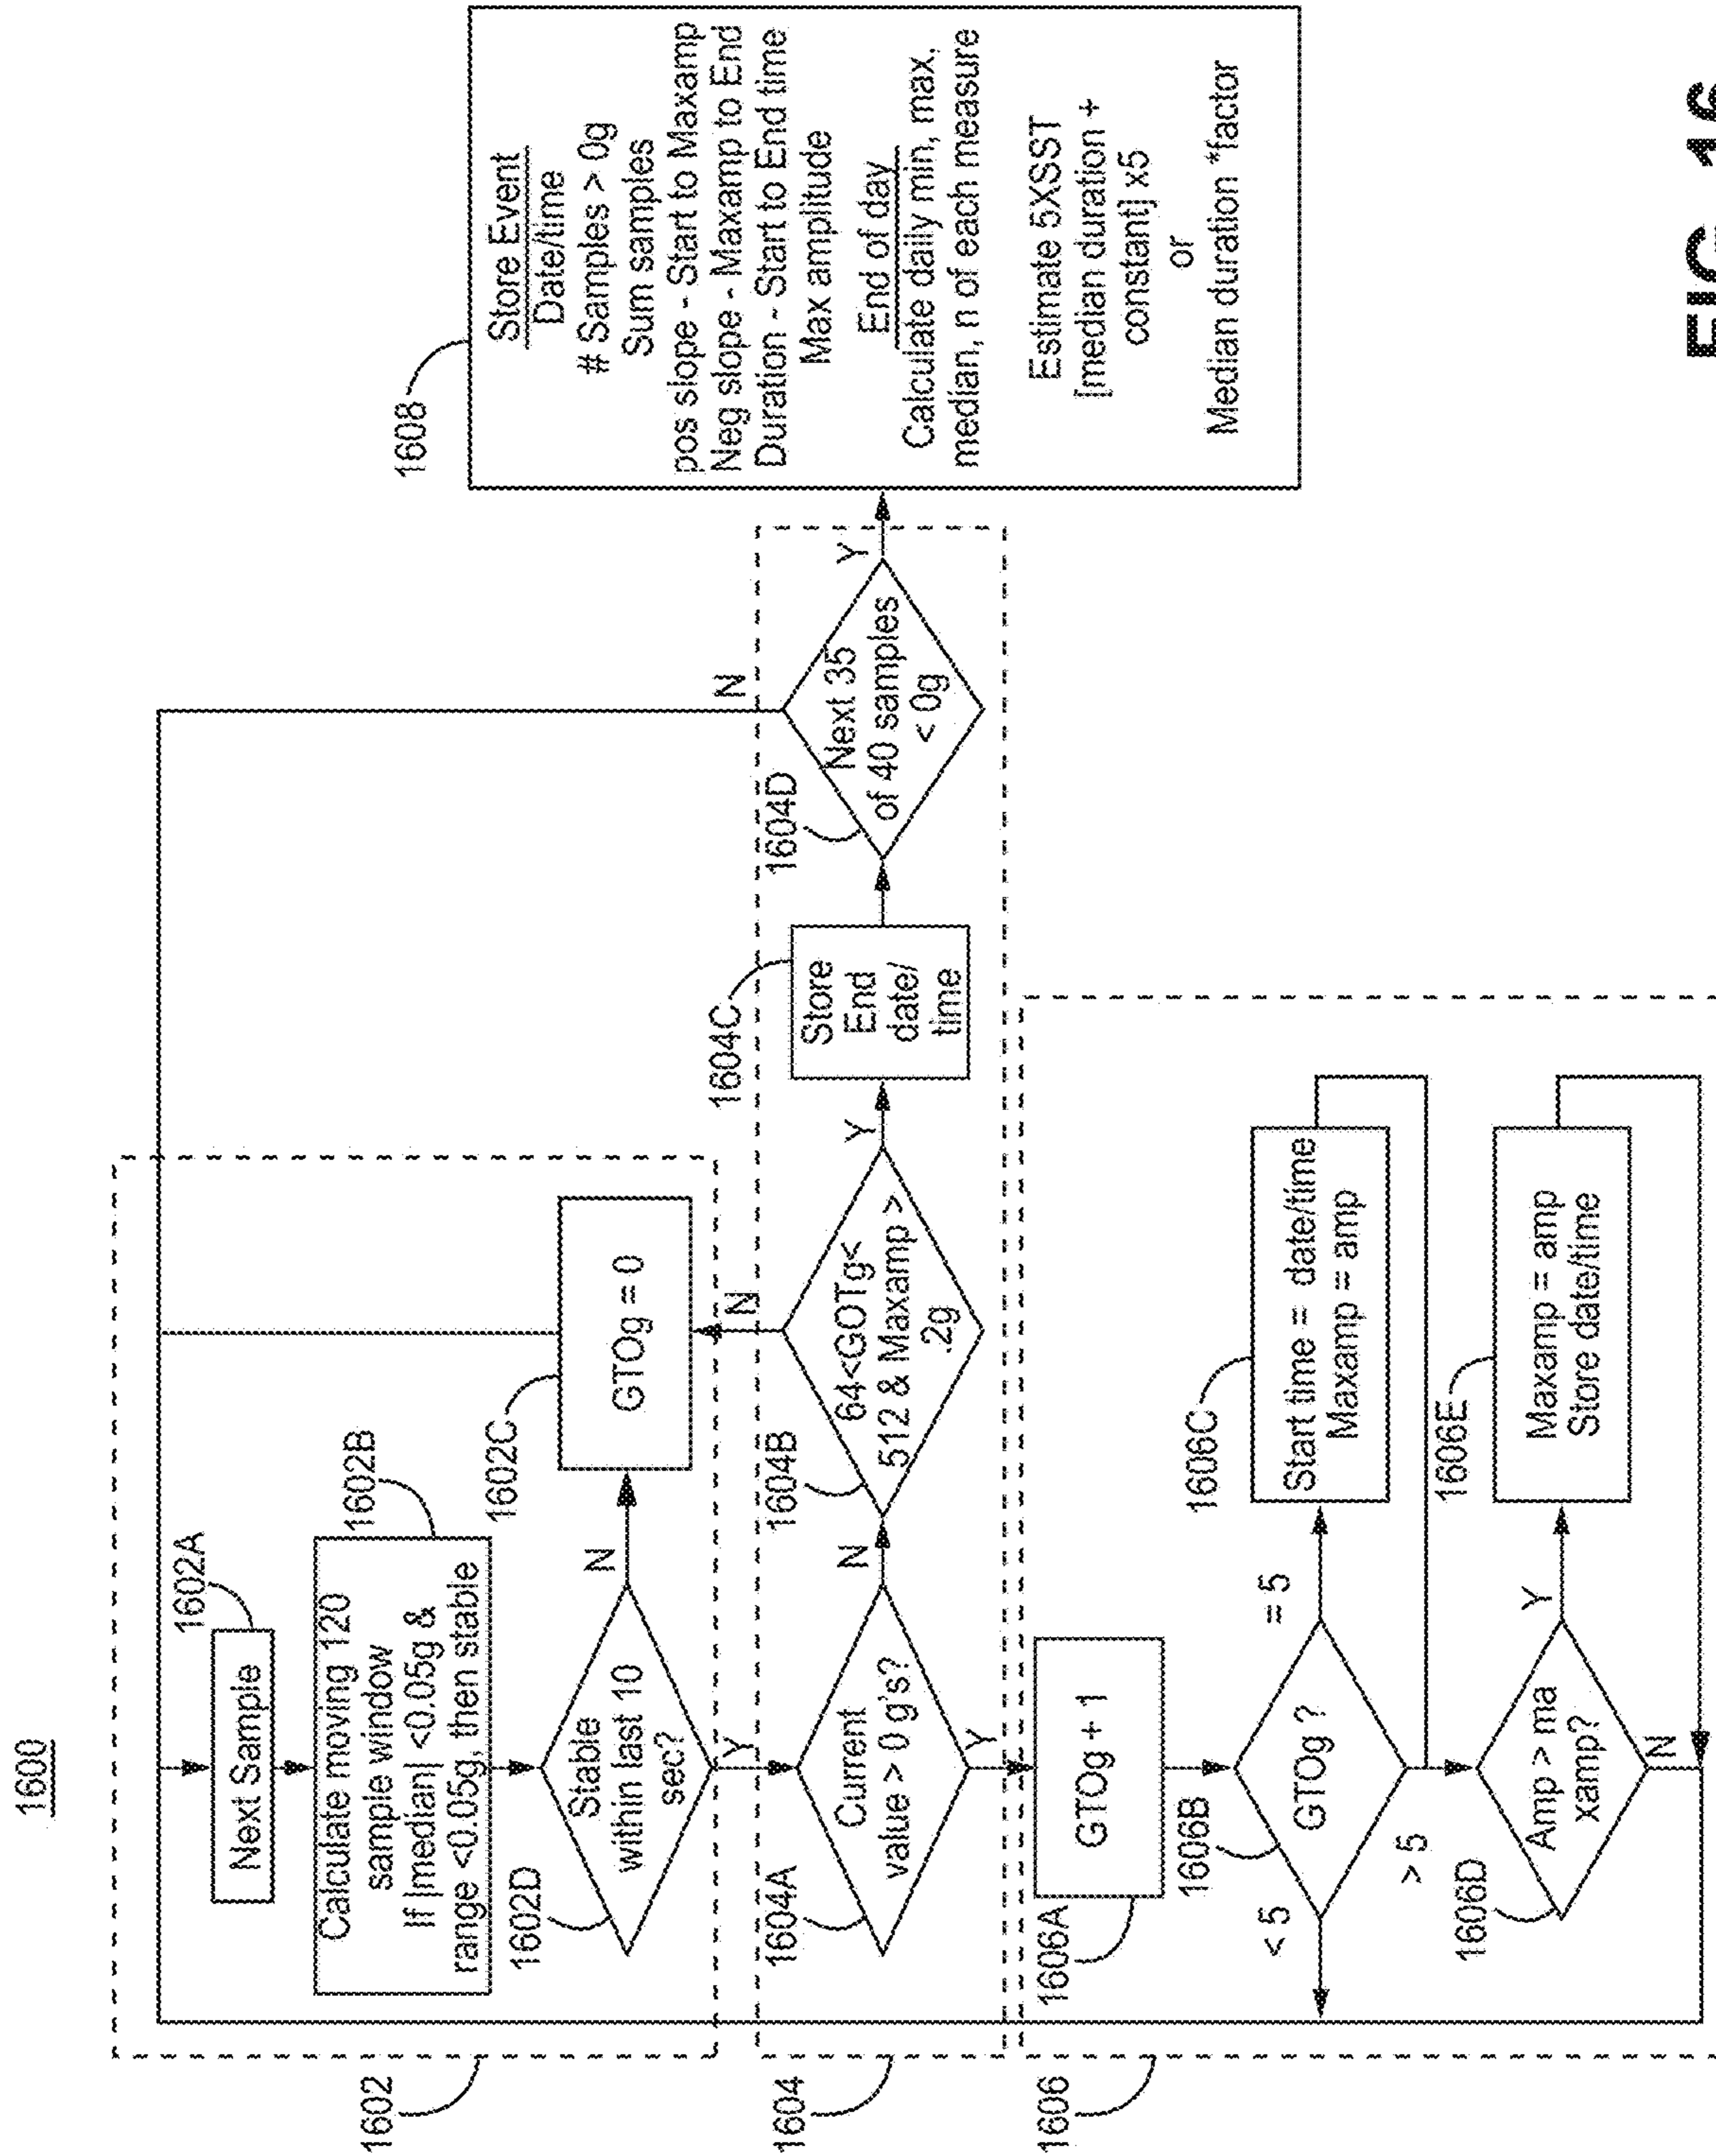 1600
1602
1602A
Next Sample
1602B
Calculate moving 120
sample window
If |median| <0.05g &
range <0.05g, then stable
1602D
Stable
within last 10
sec?
N
Y
1602C
GTOg = 0
1604
1604A
Current
value > 0 g's?
N
Y
1604B
64<GOTg<
512 & Maxamp >
.2g
N
Y
1604C
Store
End
date/
time
1604D
Next 35
of 40 samples
< 0g
N
Y
1606
1606A
GTOg + 1
1606B
GTOg ?
< 5
= 5
> 5
1606C
Start time = date/time
Maxamp = amp
1606D
Amp > ma
xamp?
Y
N
1606E
Maxamp = amp
Store date/time
1608
Store Event
Date/time
# Samples > 0g
Sum samples
pos slope - Start to Maxamp
Neg slope - Maxamp to End
Duration - Start to End time
Max amplitude
End of day
Calculate daily min, max,
median, n of each measure
Estimate 5XSST
[median duration +
constant] x5
or
Median duration *factor
FIG. 16